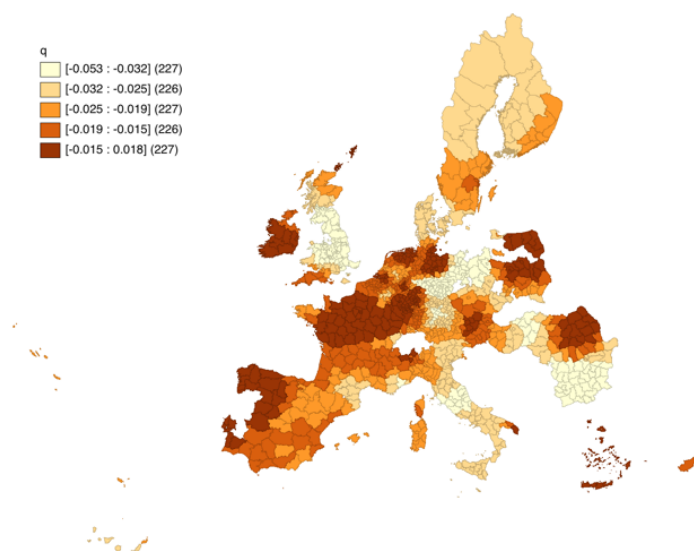 q
[-0.053 : -0.032] (227)
[-0.032 : -0.025] (226)
[-0.025 : -0.019] (227)
[-0.019 : -0.015] (226)
[-0.015 : 0.018] (227)